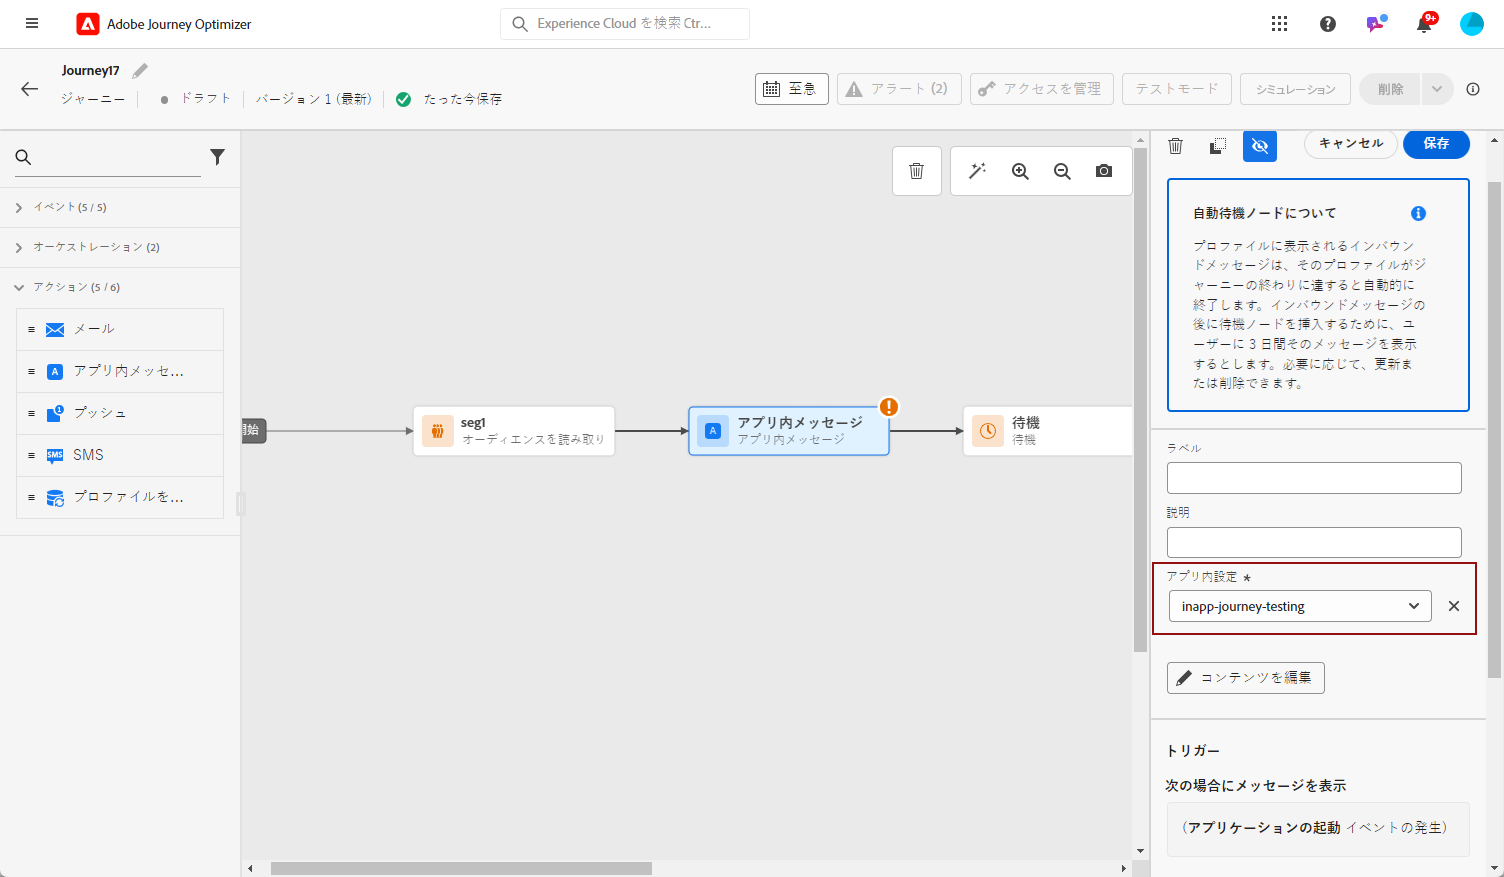 Adobe Journey Optimizer
Experience Cloud を検索 Ctr...
9+
Journey17
ジャーニー
ドラフト
バージョン 1 (最新)
たった今保存
至急
アラート (2)
アクセスを管理
テストモード
シミュレーション
削除
イベント (5 / 5)
オーケストレーション (2)
アクション (5 / 6)
メール
アプリ内メッセ...
プッシュ
SMS
プロファイルを...
開始
seg1
オーディエンスを読み取り
アプリ内メッセージ
アプリ内メッセージ
待機
待機
キャンセル
保存
自動待機ノードについて
プロファイルに表示されるインバウン
ドメッセージは、そのプロファイルがジ
ャーニーの終わりに達すると自動的に
終了します。インバウンドメッセージの
後に待機ノードを挿入するために、ユ
ーザーに 3 日間そのメッセージを表示
するとします。必要に応じて、更新ま
たは削除できます。
ラベル
説明
アプリ内設定 *
inapp-journey-testing
コンテンツを編集
トリガー
次の場合にメッセージを表示
(アプリケーションの起動 イベントの発生)